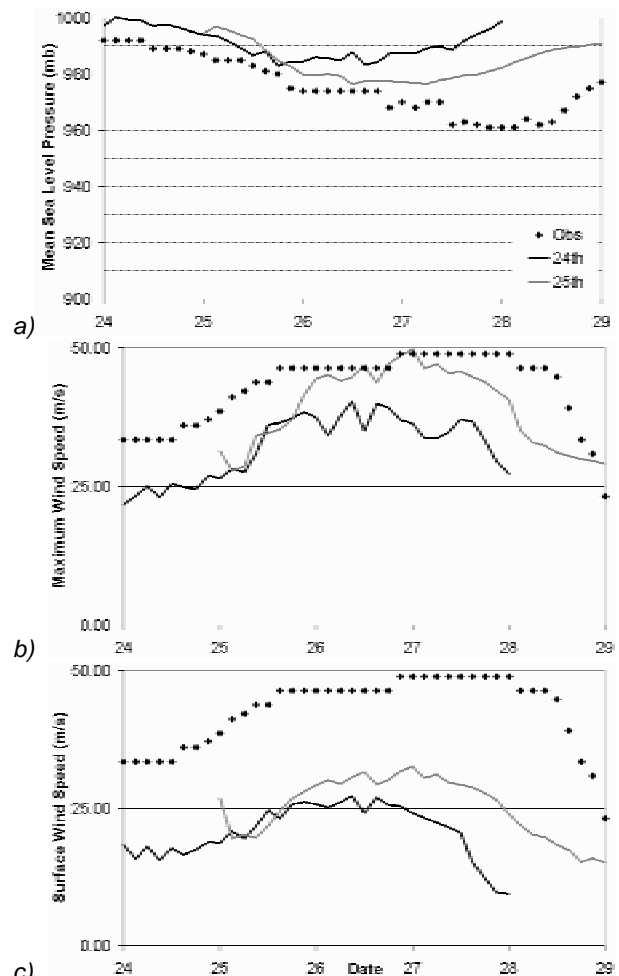 Mean Sea Level Pressure (mb)
1000
980
960
940
920
900
Obs
24th
25th
24 25 26 27 28 29
a)
Maximum Wind Speed (m/s)
50.00
25.00
0.00
24 25 26 27 28 29
b)
Surface Wind Speed (m/s)
50.00
25.00
0.00
24 25 26 27 28 29
Date
c)